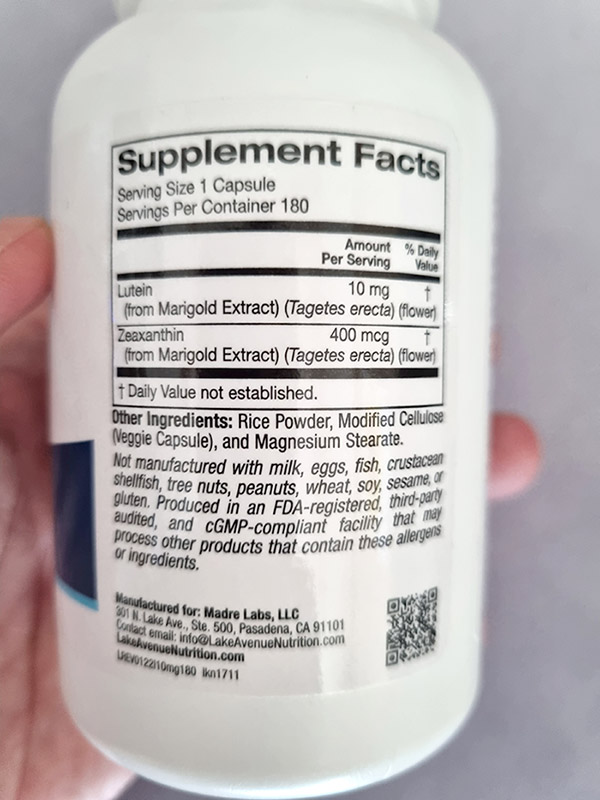 Supplement Facts
Serving Size 1 Capsule
Servings Per Container 180
Amount Per Serving % Daily Value
Lutein 10 mg †
(from Marigold Extract) (Tagetes erecta) (flower)
Zeaxanthin 400 mcg †
(from Marigold Extract) (Tagetes erecta) (flower)
† Daily Value not established.
Other Ingredients: Rice Powder, Modified Cellulose
(Veggie Capsule), and Magnesium Stearate.
Not manufactured with milk, eggs, fish, crustacean
shellfish, tree nuts, peanuts, wheat, soy, sesame, or
gluten. Produced in an FDA-registered, third-party
audited, and cGMP-compliant facility that may
process other products that contain these allergens
or ingredients.
Manufactured for: Madre Labs, LLC
301 N. Lake Ave., Ste. 500, Pasadena, CA 91101
Contact email: info@LakeAvenueNutrition.com
LakeAvenueNutrition.com
lkn1711